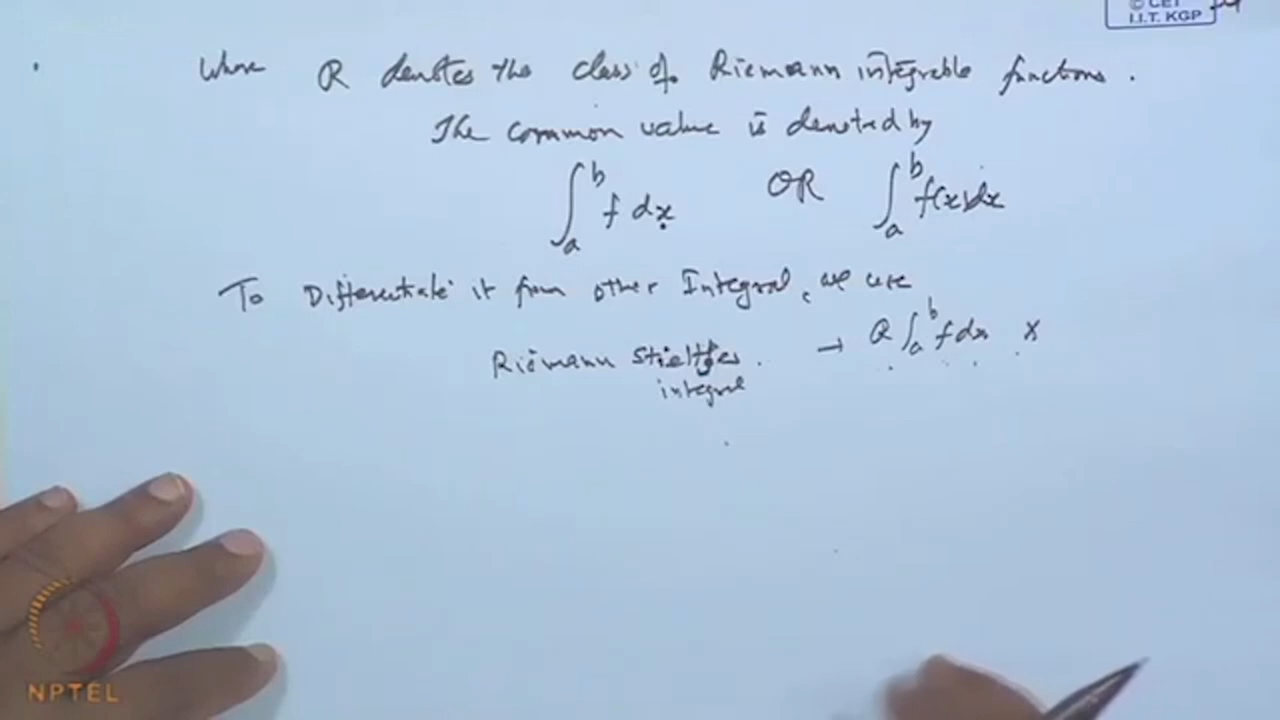 © CET
I.I.T. KGP
Where R denotes the class of Riemann integrable functions.
The common value is denoted by
∫_a^b f dx OR ∫_a^b f(x)dx
To Differentiate it from other Integral, we use
Riemann Stieltjes → R∫_a^b f dx x
integral
NPTEL